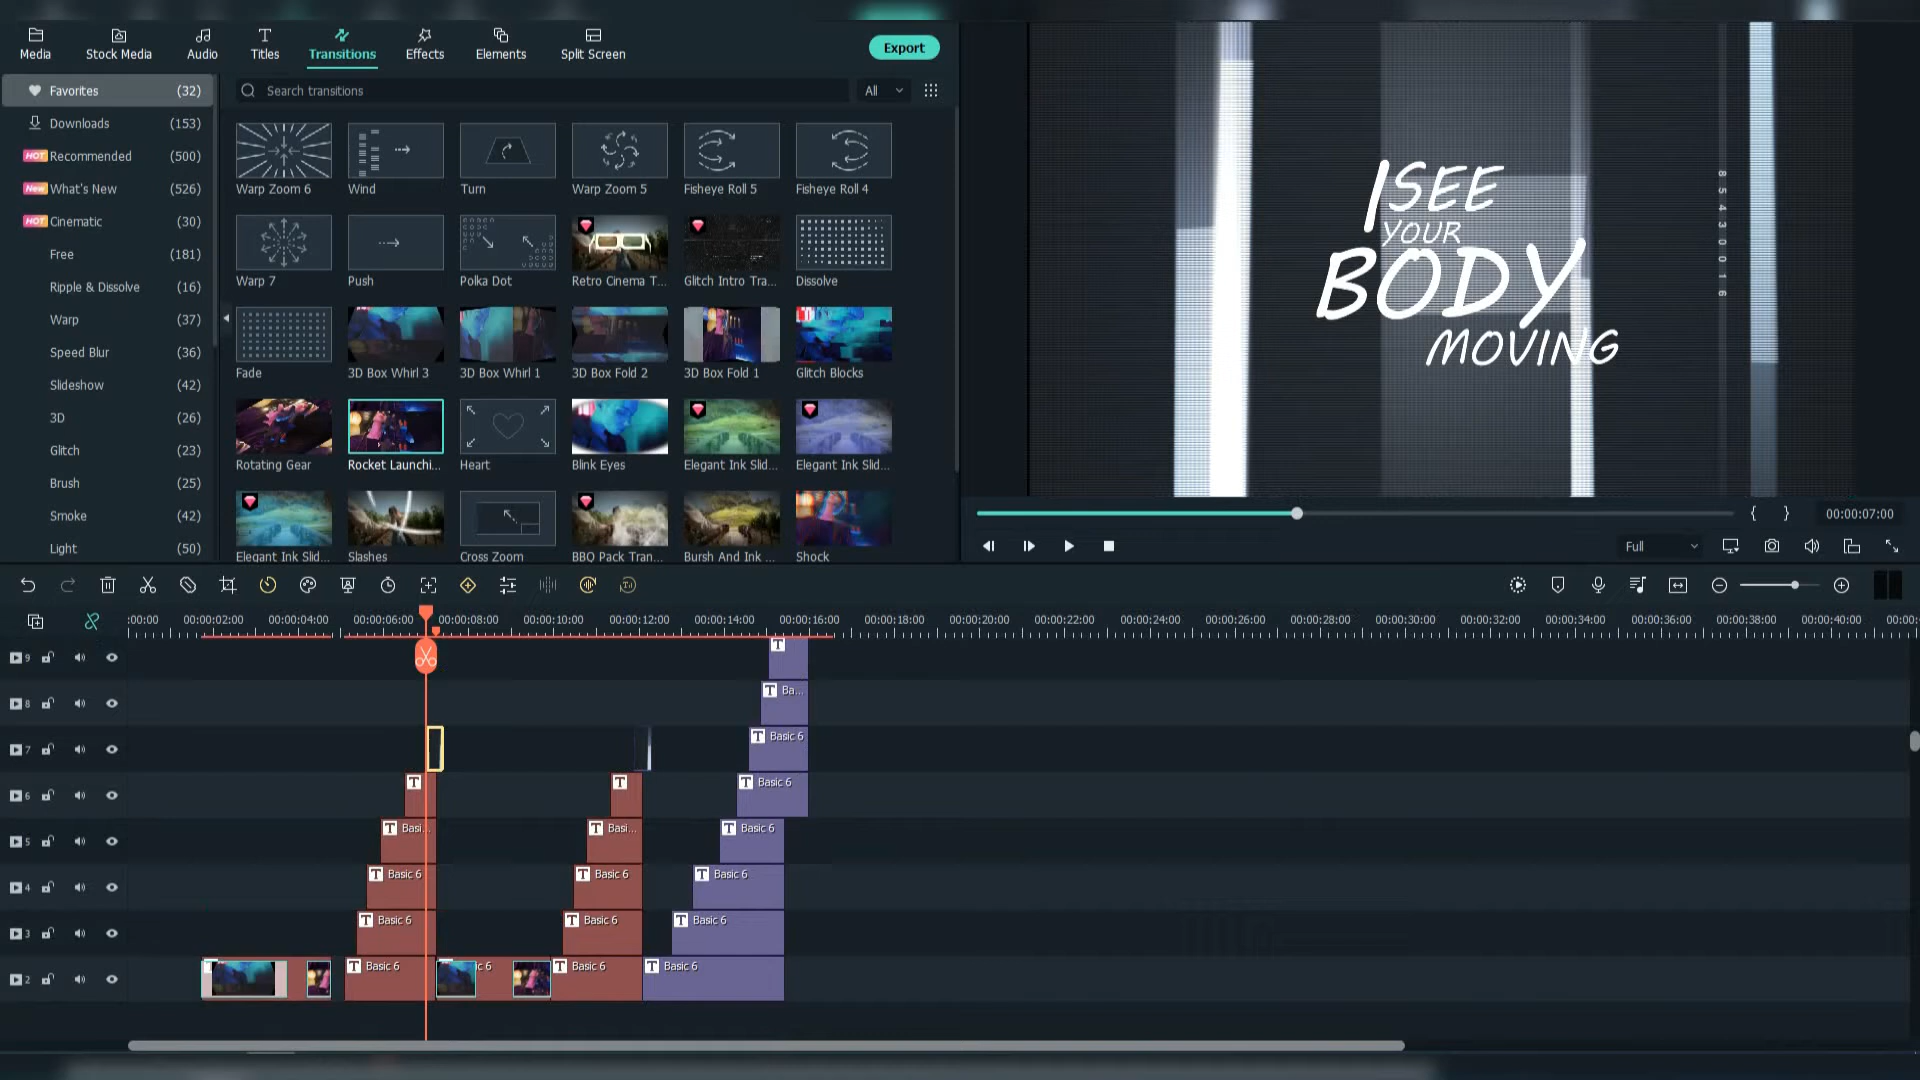 Media
Stock Media
Audio
Titles
Transitions
Effects
Elements
Split Screen
Export
Favorites (32)
Downloads (153)
HOT Recommended (500)
New What's New (526)
HOT Cinematic (30)
Free (181)
Ripple & Dissolve (16)
Warp (37)
Speed Blur (36)
Slideshow (42)
3D (26)
Glitch (23)
Brush (25)
Smoke (42)
Light (50)
Search transitions
All
Warp Zoom 6
Wind
Turn
Warp Zoom 5
Fisheye Roll 5
Fisheye Roll 4
Warp 7
Push
Polka Dot
Retro Cinema T...
Glitch Intro Tra...
Dissolve
Fade
3D Box Whirl 3
3D Box Whirl 1
3D Box Fold 2
3D Box Fold 1
Glitch Blocks
Rotating Gear
Rocket Launchi...
Heart
Blink Eyes
Elegant Ink Slid...
Elegant Ink Slid...
Elegant Ink Slid...
Slashes
Cross Zoom
BBQ Pack Tran...
Bursh And Ink ...
Shock
I SEE
YOUR
BODY
MOVING
85430016
{ } 00:00:07:00
Full
:00:00 00:00:02:00 00:00:04:00 00:00:06:00 00:00:08:00 00:00:10:00 00:00:12:00 00:00:14:00 00:00:16:00 00:00:18:00 00:00:20:00 00:00:22:00 00:00:24:00 00:00:26:00 00:00:28:00 00:00:30:00 00:00:32:00 00:00:34:00 00:00:36:00 00:00:38:00 00:00:40:00 00:00:4
9 T
8 T Ba...
7 T Basic 6
6 T T T Basic 6
5 T Basi... T Basi... T Basic 6
4 T Basic 6 T Basic 6 T Basic 6
3 T Basic 6 T Basic 6 T Basic 6
2 T Basic 6 ic 6 T Basic 6 T Basic 6